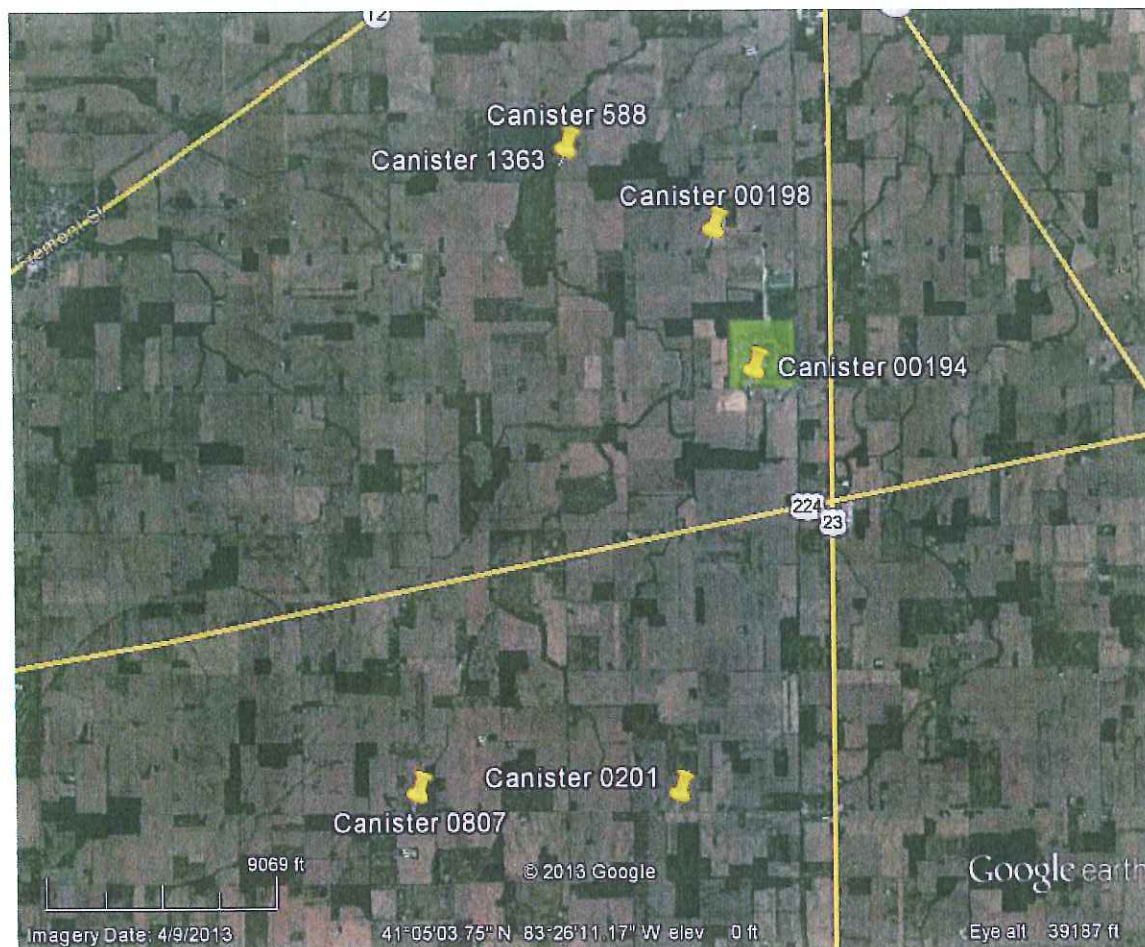 12
Canister 588
Canister 1363
Canister 00198
Fremont St
Canister 00194
224
23
Canister 0201
Canister 0807
9069 ft
© 2013 Google
Google earth
Imagery Date: 4/9/2013
41°05'03.75" N 83°26'11.17" W elev 0 ft
Eye alt 39187 ft